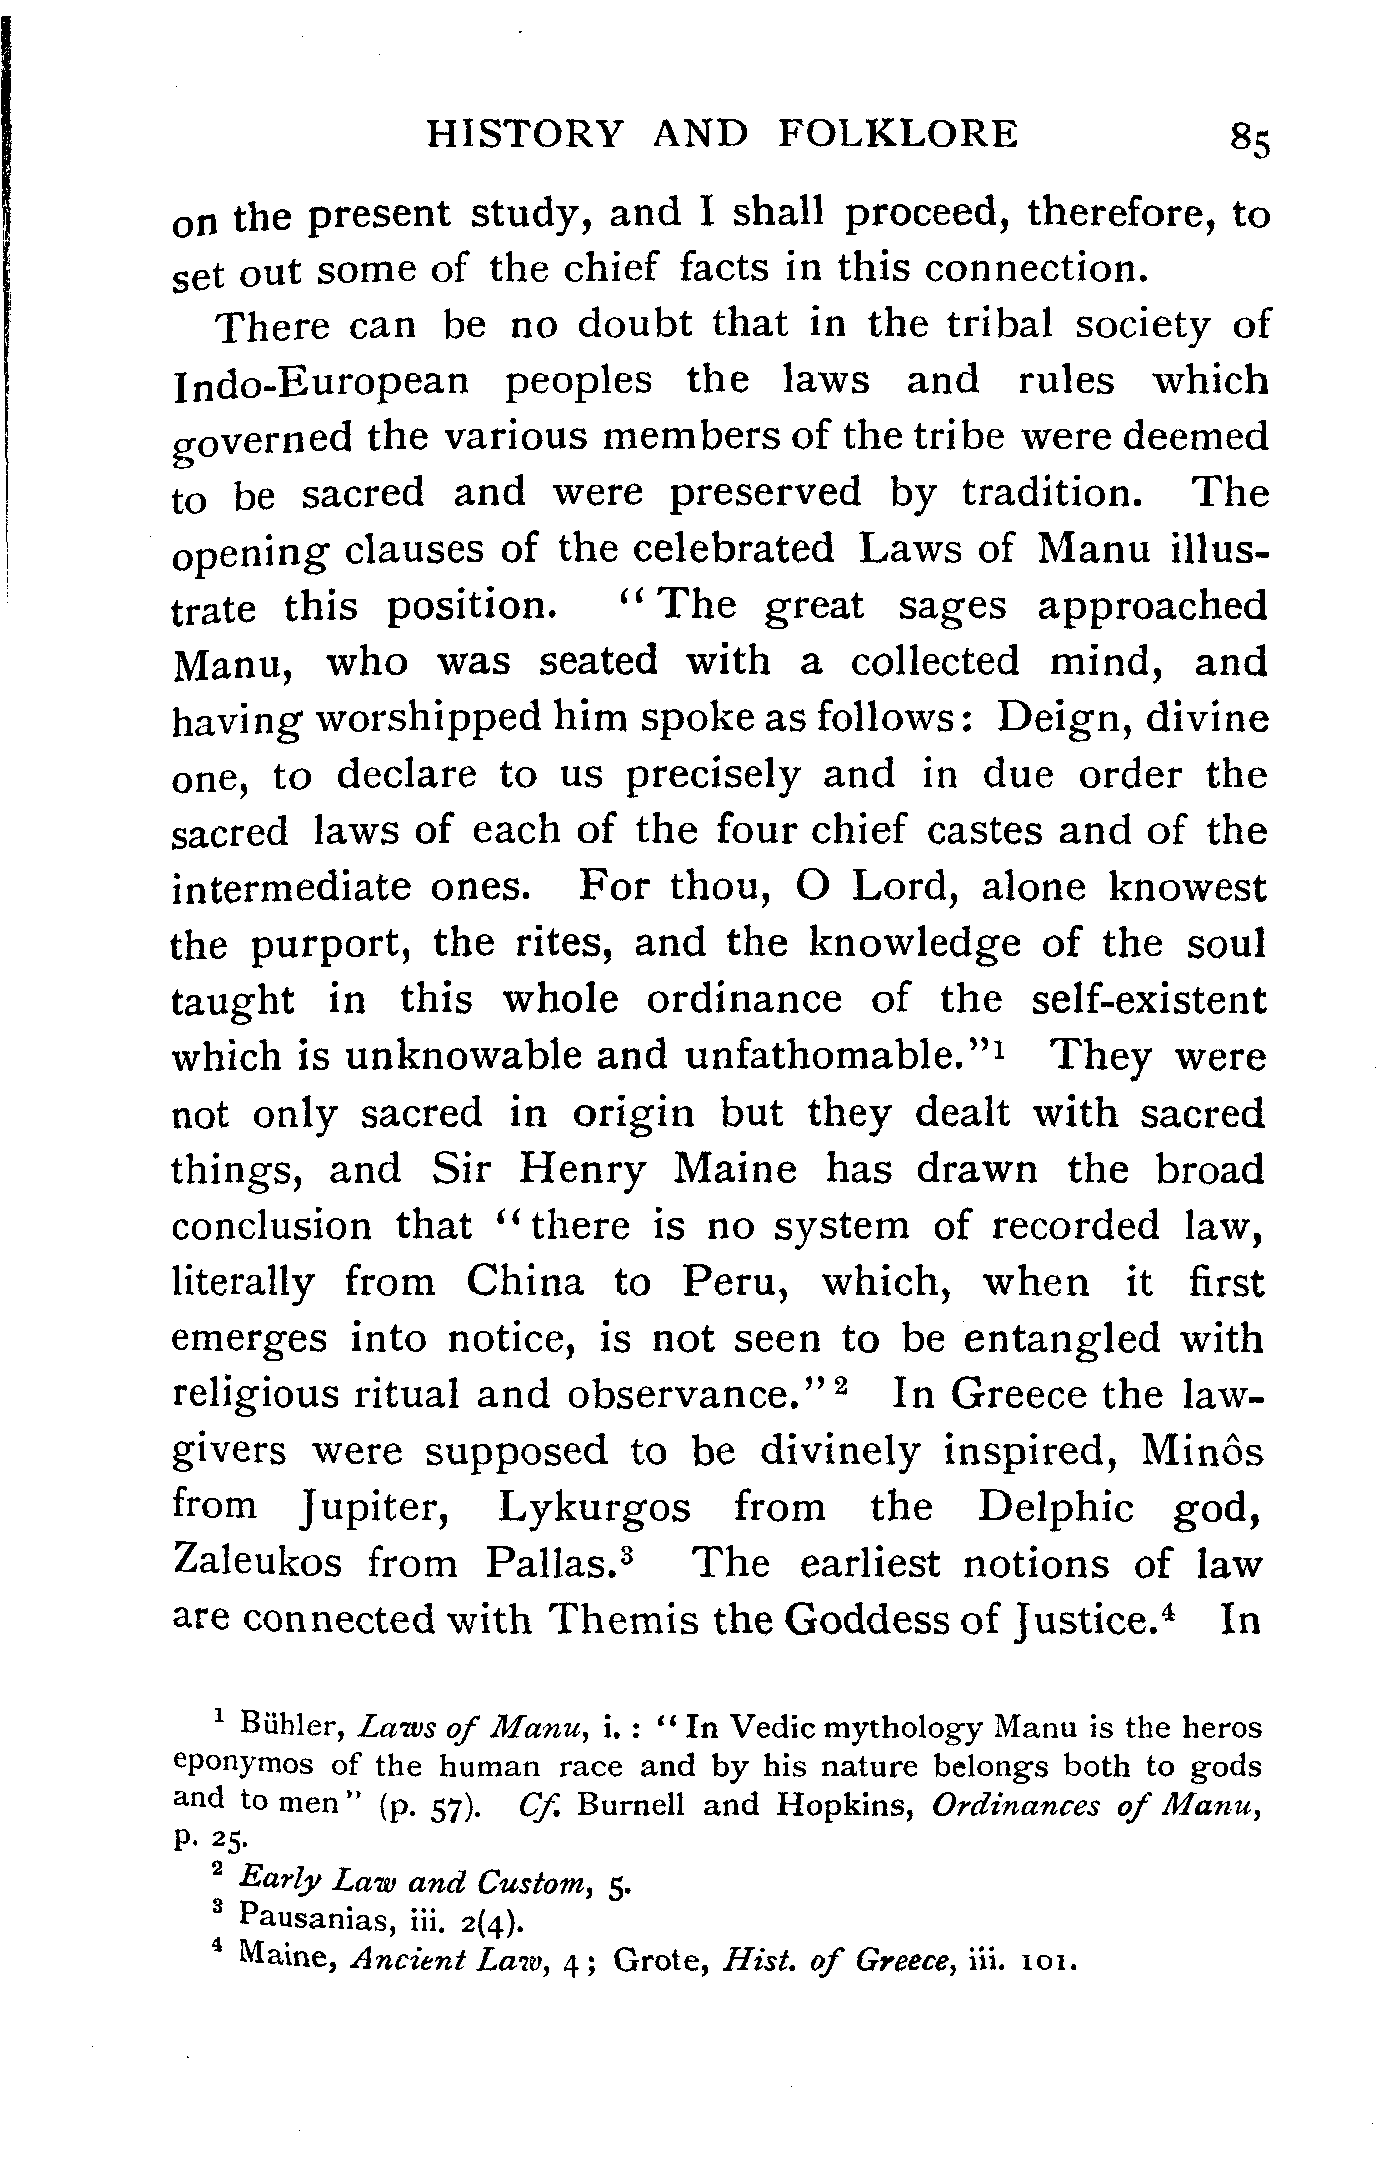 HISTORY AND FOLKLORE 85
on the present study, and I shall proceed, therefore, to
set out some of the chief facts in this connection.
There can be no doubt that in the tribal society of
Indo-European peoples the laws and rules which
governed the various members of the tribe were deemed
to be sacred and were preserved by tradition. The
opening clauses of the celebrated Laws of Manu illus-
trate this position. “The great sages approached
Manu, who was seated with a collected mind, and
having worshipped him spoke as follows: Deign, divine
one, to declare to us precisely and in due order the
sacred laws of each of the four chief castes and of the
intermediate ones. For thou, O Lord, alone knowest
the purport, the rites, and the knowledge of the soul
taught in this whole ordinance of the self-existent
which is unknowable and unfathomable.”¹ They were
not only sacred in origin but they dealt with sacred
things, and Sir Henry Maine has drawn the broad
conclusion that “there is no system of recorded law,
literally from China to Peru, which, when it first
emerges into notice, is not seen to be entangled with
religious ritual and observance.”² In Greece the law-
givers were supposed to be divinely inspired, Minôs
from Jupiter, Lykurgos from the Delphic god,
Zaleukos from Pallas.³ The earliest notions of law
are connected with Themis the Goddess of Justice.⁴ In
¹ Bühler, Laws of Manu, i. : “In Vedic mythology Manu is the heros
eponymos of the human race and by his nature belongs both to gods
and to men” (p. 57). Cf. Burnell and Hopkins, Ordinances of Manu,
p. 25.
² Early Law and Custom, 5.
³ Pausanias, iii. 2(4).
⁴ Maine, Ancient Law, 4; Grote, Hist. of Greece, iii. 101.